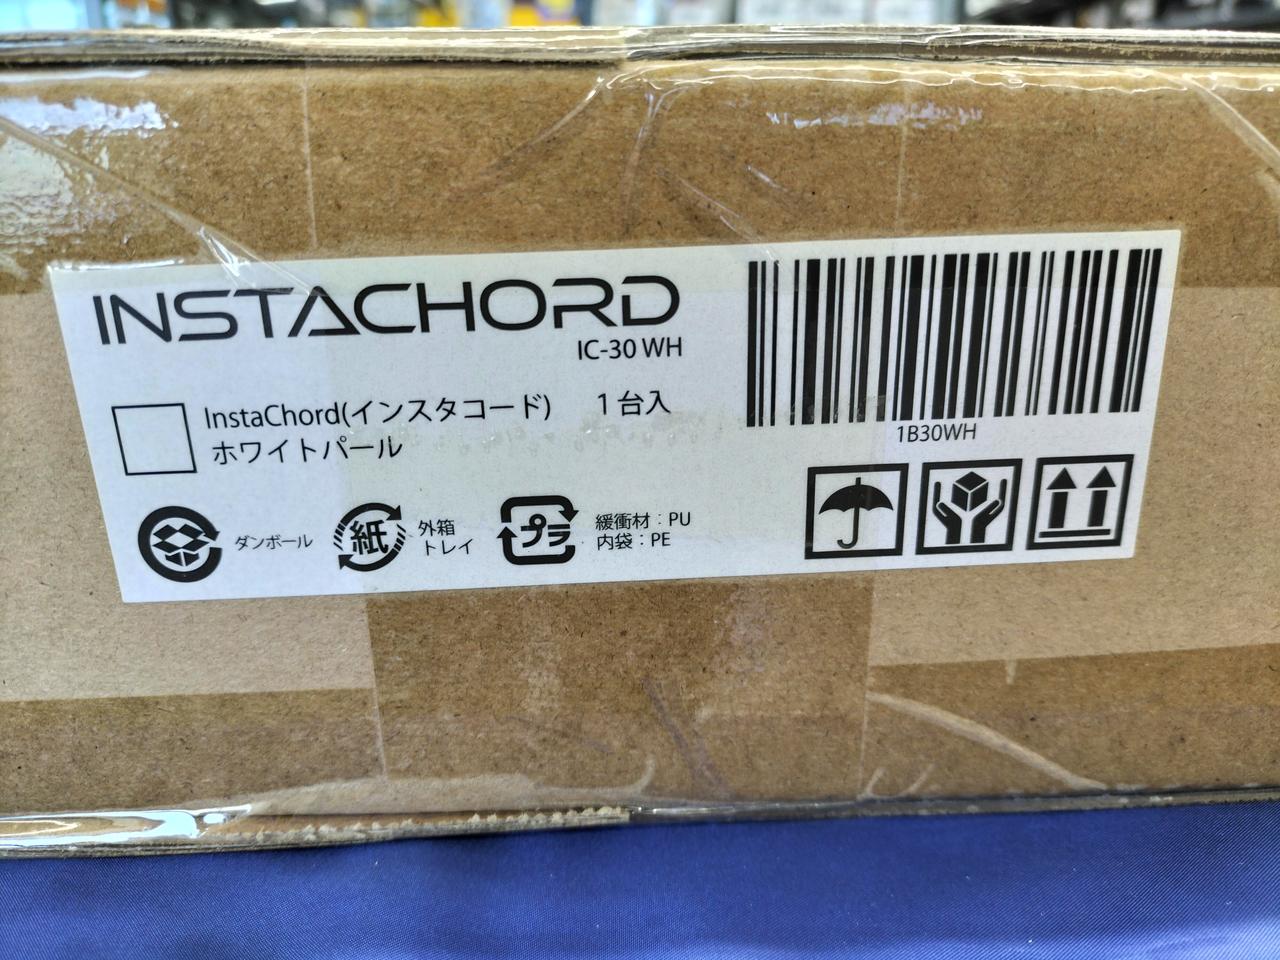 INSTACHORD
IC-30 WH
InstaChord(インスタコード) 1台入
ホワイトパール
1B30WH
ダンボール
紙
外箱
トレイ
プラ
緩衝材:PU
内袋:PE